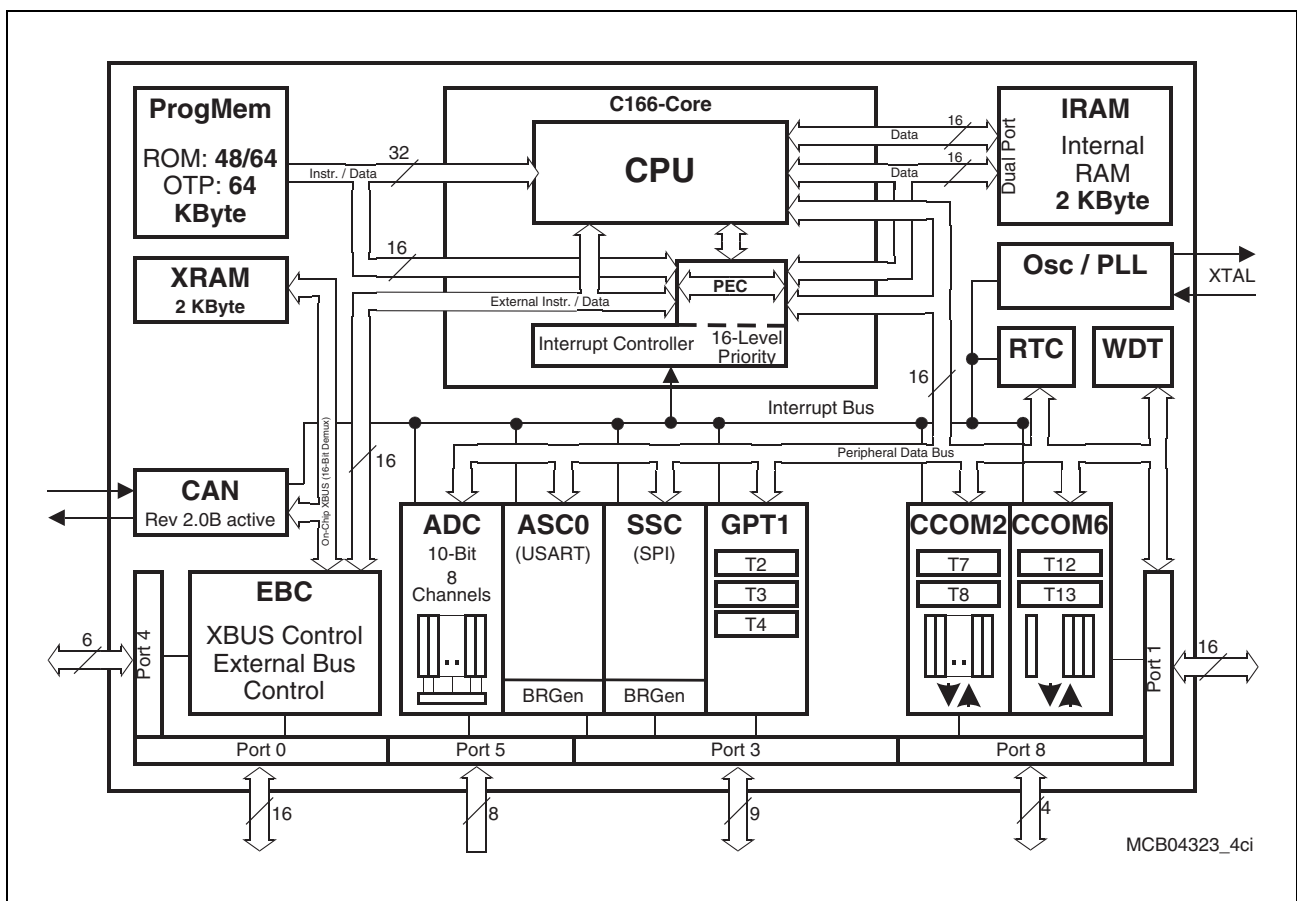 ProgMem
ROM: 48/64
OTP: 64
KByte
C166-Core
CPU
IRAM
Internal
RAM
2 KByte
Dual Port
32
Instr. / Data
16
Data
16
Data
16
XRAM
2 KByte
PEC
External Instr. / Data
Interrupt Controller
16-Level
Priority
Osc / PLL
XTAL
RTC
WDT
16
Interrupt Bus
Peripheral Data Bus
On-Chip XBUS (16-Bit Demux)
16
CAN
Rev 2.0B active
EBC
XBUS Control
External Bus
Control
ADC
10-Bit
8
Channels
ASC0
(USART)
BRGen
SSC
(SPI)
BRGen
GPT1
T2
T3
T4
CCOM2
T7
T8
CCOM6
T12
T13
6
Port 4
Port 1
16
Port 0
Port 5
Port 3
Port 8
16
8
9
4
MCB04323_4ci